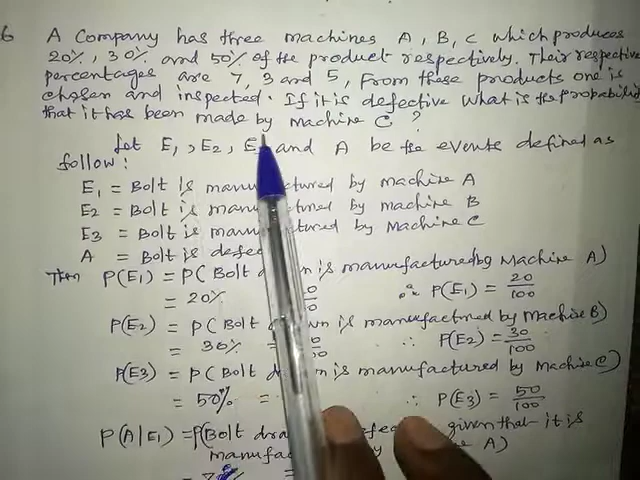 6 A Company has three machines A, B, C which produces
20%, 30% and 50% of the product respectively. Their respective
percentages are 7, 3 and 5, From these products one is
chosen and inspected. If it is defective what is the probability
that it has been made by machine C ?
Let E1, E2, and A be the events defined as
follow:
E1 = Bolt is manufactured by machine A
E2 = Bolt is manufactured by machine B
E3 = Bolt is manufactured by Machine C
A = Bolt is
Then P(E1) = P( Bolt is manufactured by Machine A)
= 20% ∴ P(E1) = 20/100
P(E2) = P( Bolt is manufactured by Machine B)
= 30% = ∴ P(E2) = 30/100
P(E3) = P( Bolt is manufactured by machine C)
= 50% = ∴ P(E3) = 50/100
P(A|E1) = P(Bolt given that it is
A)
= 7%